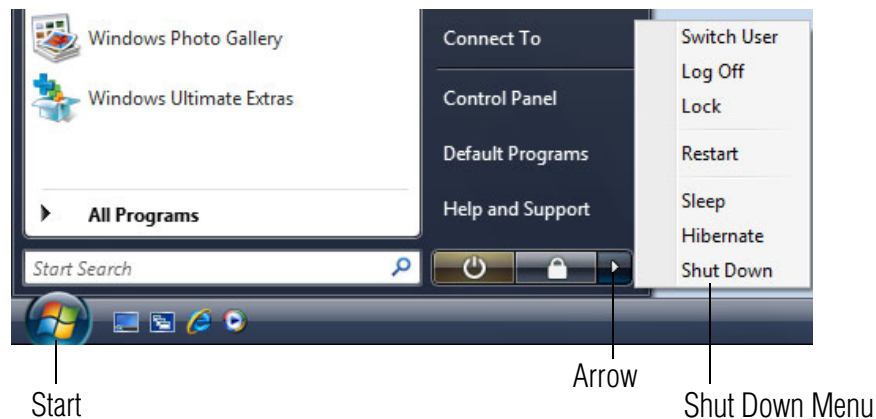 Windows Photo Gallery
Windows Ultimate Extras
All Programs
Start Search
Connect To
Control Panel
Default Programs
Help and Support
Switch User
Log Off
Lock
Restart
Sleep
Hibernate
Shut Down
Start
Arrow
Shut Down Menu